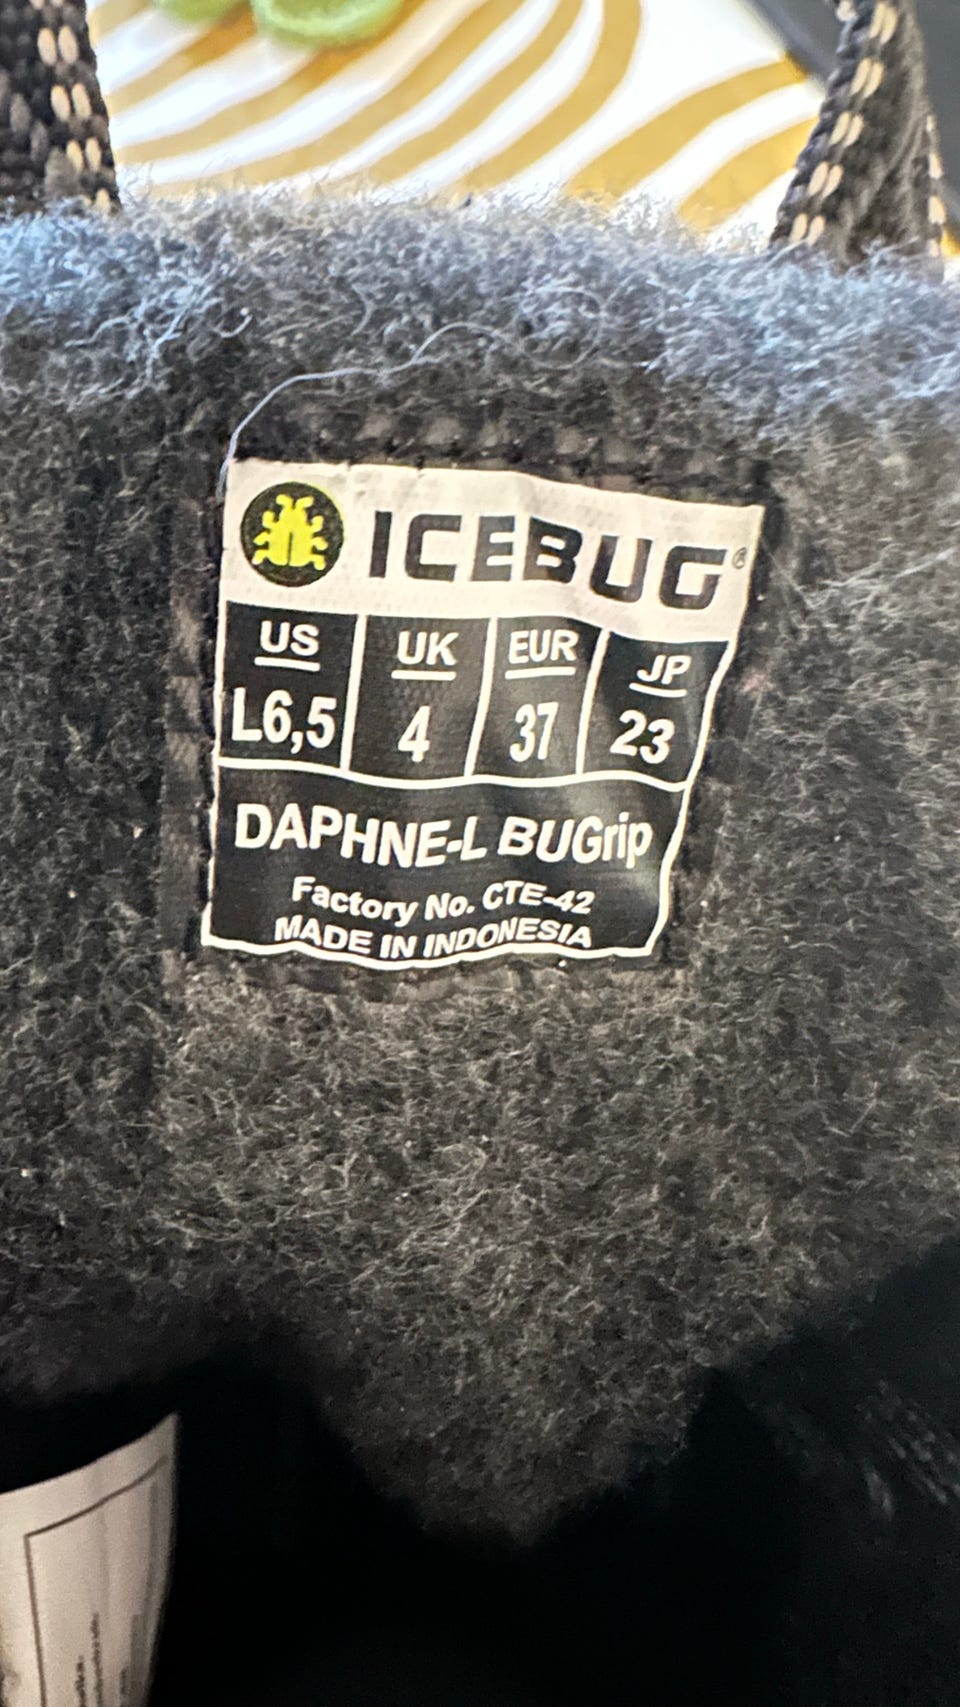 ICEBUG®
US UK EUR JP
L6,5 4 37 23
DAPHNE-L BUGrip
Factory No. CTE-42
MADE IN INDONESIA